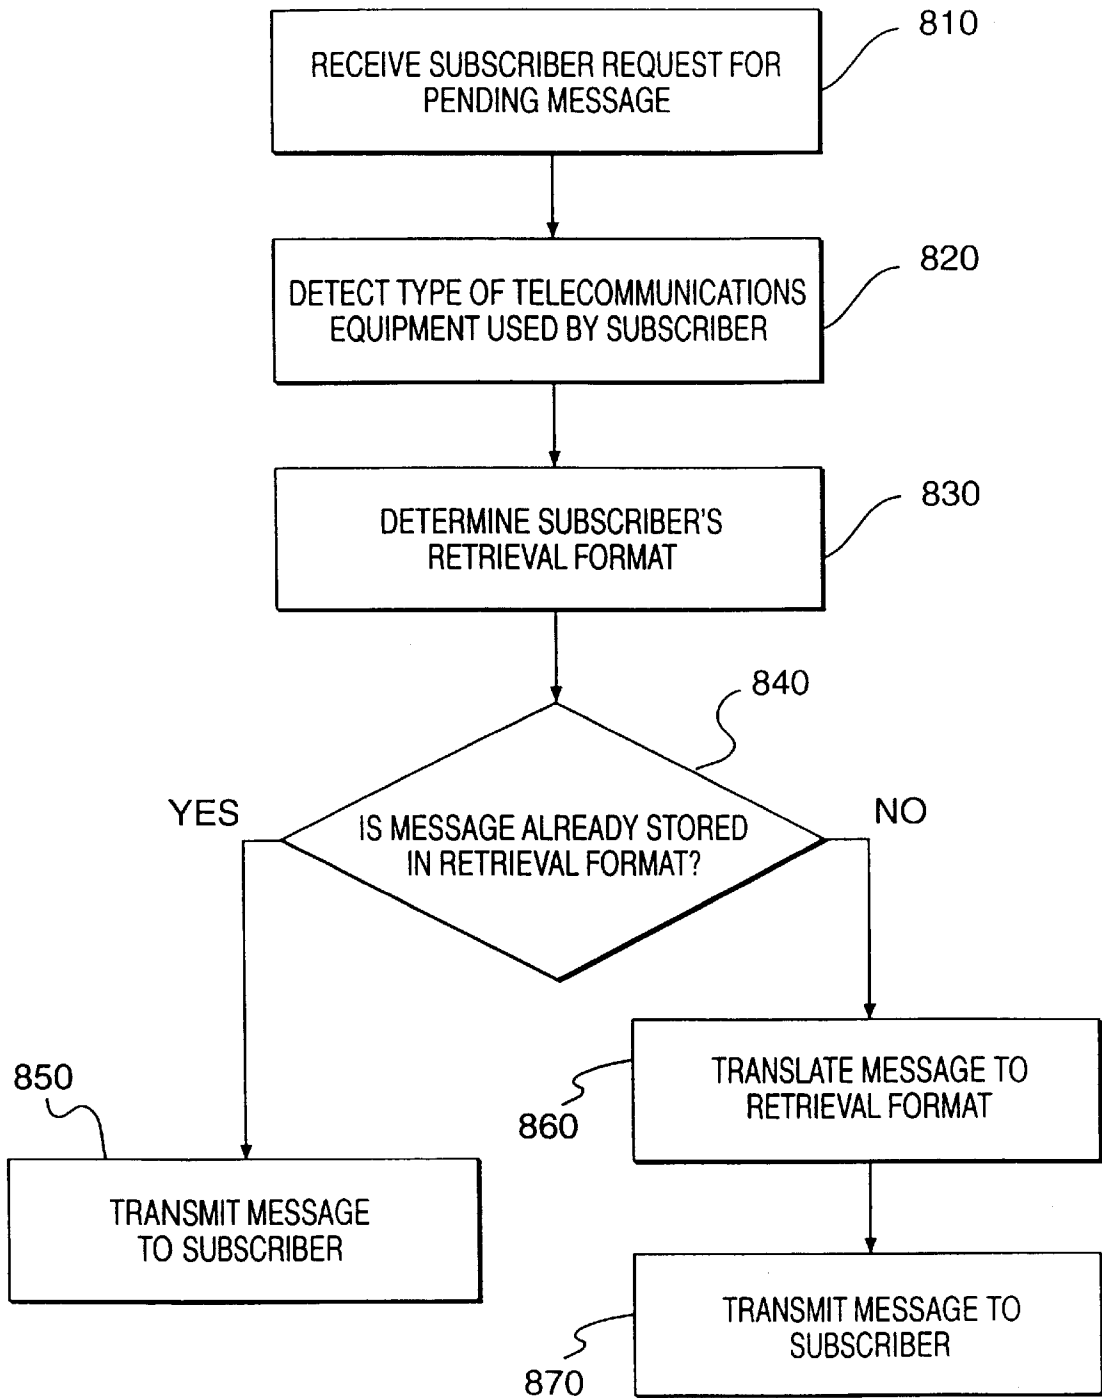 810
RECEIVE SUBSCRIBER REQUEST FOR
PENDING MESSAGE
820
DETECT TYPE OF TELECOMMUNICATIONS
EQUIPMENT USED BY SUBSCRIBER
830
DETERMINE SUBSCRIBER'S
RETRIEVAL FORMAT
840
YES
NO
IS MESSAGE ALREADY STORED
IN RETRIEVAL FORMAT?
850
TRANSMIT MESSAGE
TO SUBSCRIBER
860
TRANSLATE MESSAGE TO
RETRIEVAL FORMAT
870
TRANSMIT MESSAGE TO
SUBSCRIBER